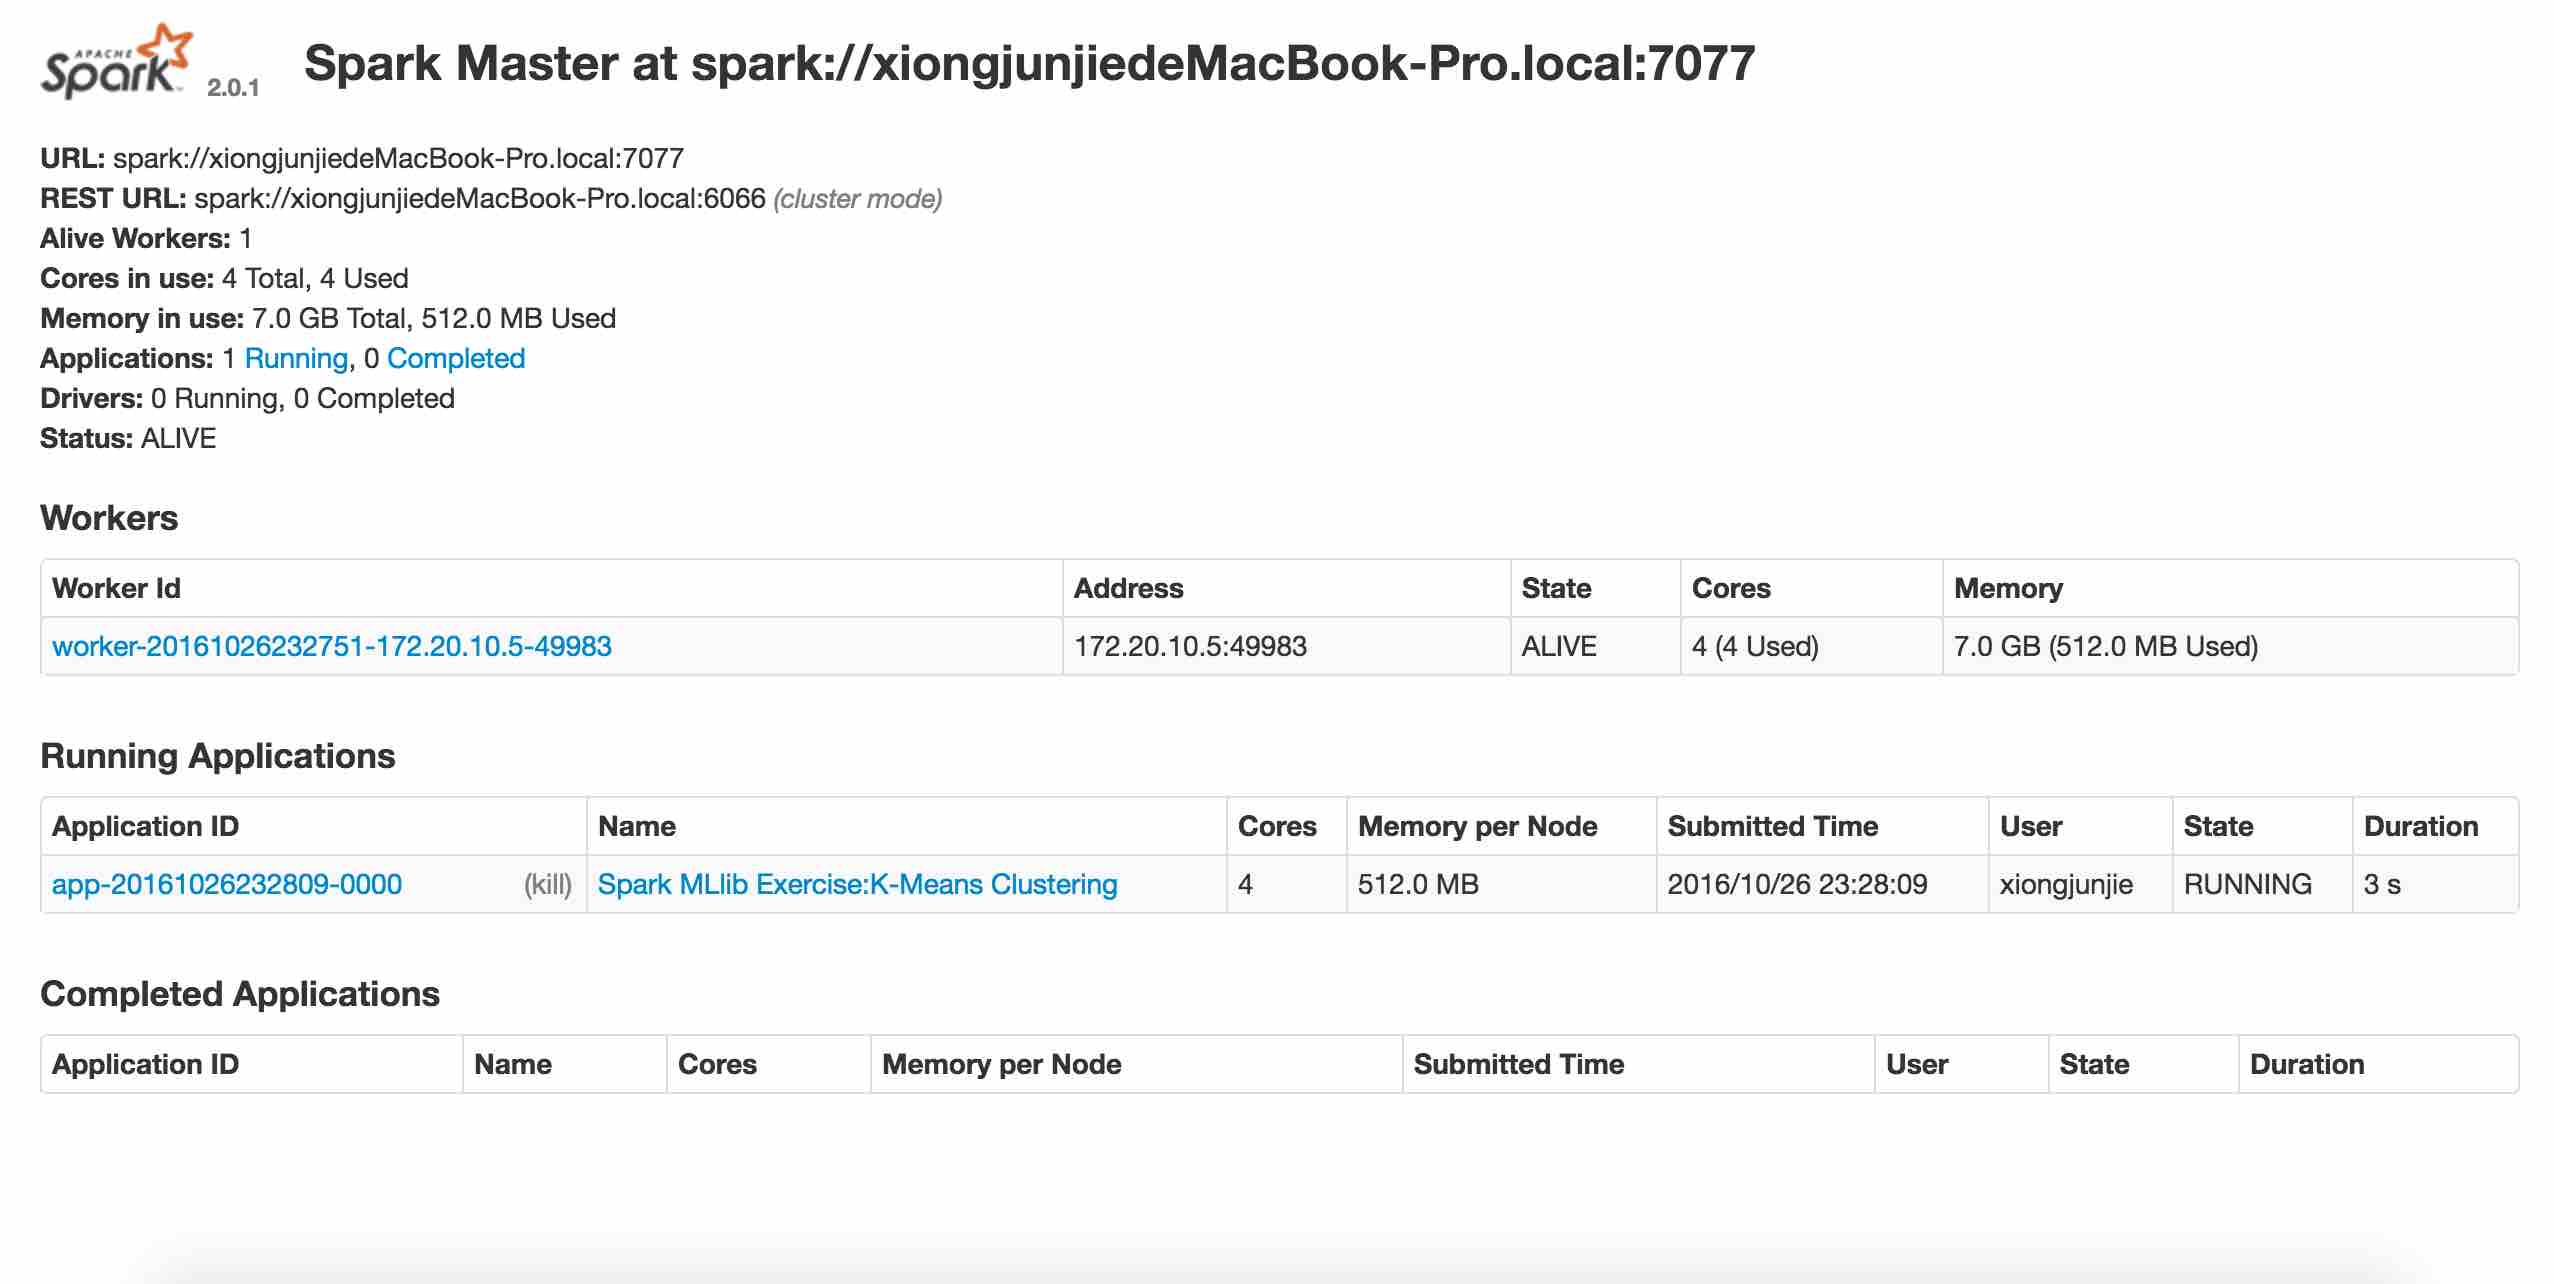 APACHE
Spark 2.0.1 Spark Master at spark://xiongjunjiedeMacBook-Pro.local:7077
URL: spark://xiongjunjiedeMacBook-Pro.local:7077
REST URL: spark://xiongjunjiedeMacBook-Pro.local:6066 (cluster mode)
Alive Workers: 1
Cores in use: 4 Total, 4 Used
Memory in use: 7.0 GB Total, 512.0 MB Used
Applications: 1 Running, 0 Completed
Drivers: 0 Running, 0 Completed
Status: ALIVE
Workers
Worker Id Address State Cores Memory
worker-20161026232751-172.20.10.5-49983 172.20.10.5:49983 ALIVE 4 (4 Used) 7.0 GB (512.0 MB Used)
Running Applications
Application ID Name Cores Memory per Node Submitted Time User State Duration
app-20161026232809-0000 (kill) Spark MLlib Exercise:K-Means Clustering 4 512.0 MB 2016/10/26 23:28:09 xiongjunjie RUNNING 3 s
Completed Applications
Application ID Name Cores Memory per Node Submitted Time User State Duration